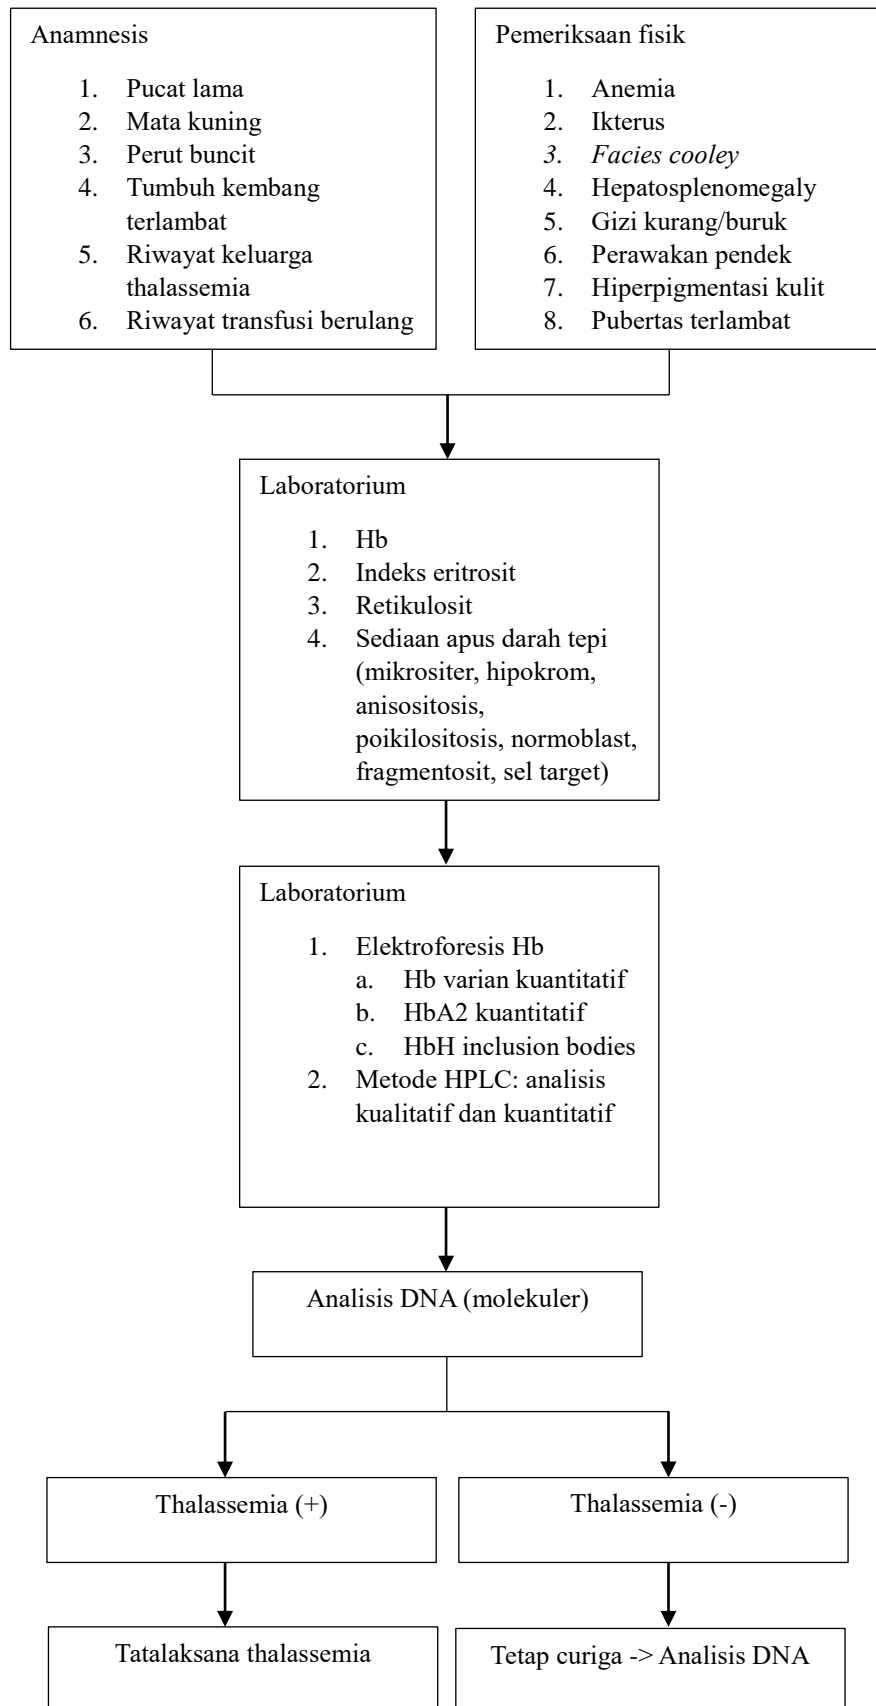 Anamnesis
1. Pucat lama
2. Mata kuning
3. Perut buncit
4. Tumbuh kembang
terlambat
5. Riwayat keluarga
thalassemia
6. Riwayat transfusi berulang
Pemeriksaan fisik
1. Anemia
2. Ikterus
3. Facies cooley
4. Hepatosplenomegaly
5. Gizi kurang/buruk
6. Perawakan pendek
7. Hiperpigmentasi kulit
8. Pubertas terlambat
Laboratorium
1. Hb
2. Indeks eritrosit
3. Retikulosit
4. Sediaan apus darah tepi
(mikrositer, hipokrom,
anisositosis,
poikilositosis, normoblast,
fragmentosit, sel target)
Laboratorium
1. Elektroforesis Hb
a. Hb varian kuantitatif
b. HbA2 kuantitatif
c. HbH inclusion bodies
2. Metode HPLC: analisis
kualitatif dan kuantitatif
Analisis DNA (molekuler)
Thalassemia (+)
Thalassemia (-)
Tatalaksana thalassemia
Tetap curiga -> Analisis DNA